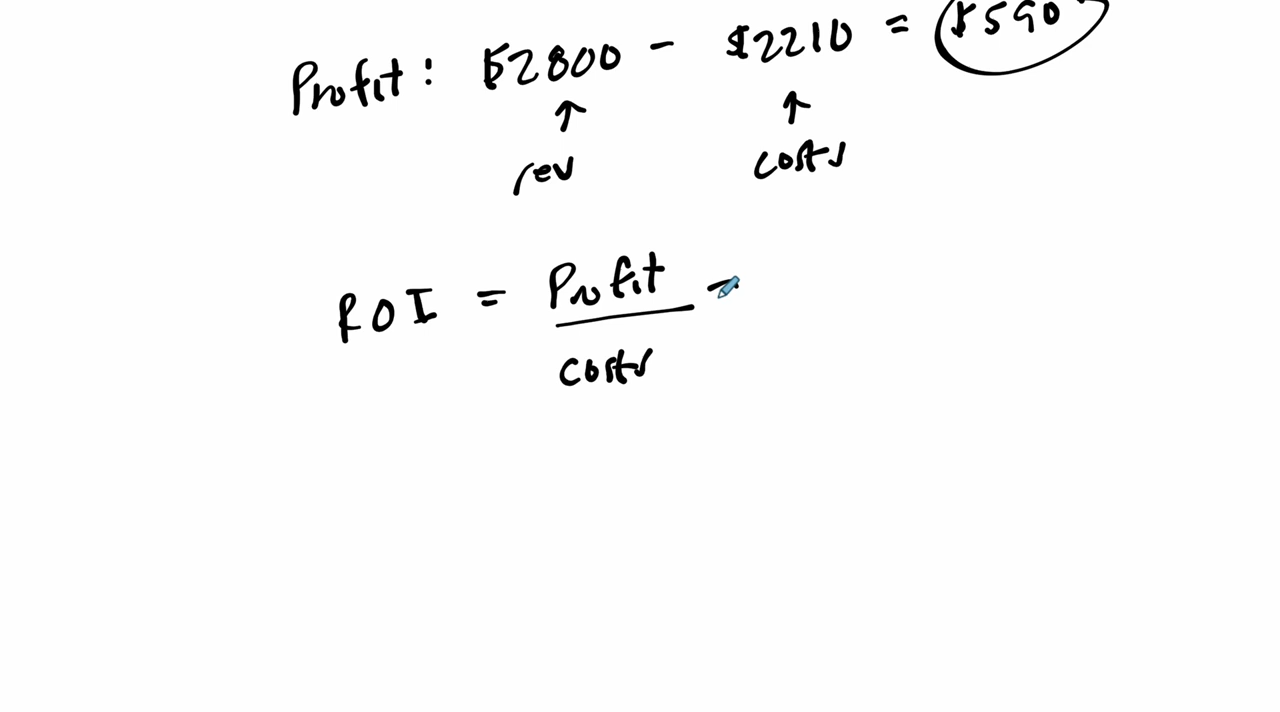 Profit: $2800 - $2210 = $590
↑ ↑
rev costs
ROI = Profit / costs =